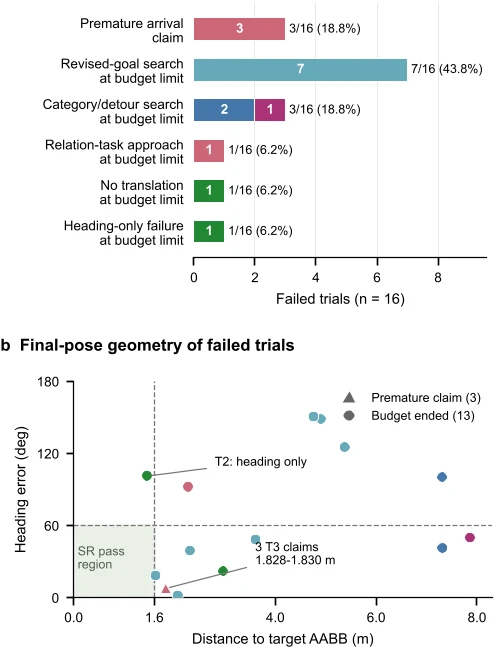 Premature arrival
claim
3
3/16 (18.8%)
Revised-goal search
at budget limit
7
7/16 (43.8%)
Category/detour search
at budget limit
2
1
3/16 (18.8%)
Relation-task approach
at budget limit
1
1/16 (6.2%)
No translation
at budget limit
1
1/16 (6.2%)
Heading-only failure
at budget limit
1
1/16 (6.2%)
0 2 4 6 8
Failed trials (n = 16)
b Final-pose geometry of failed trials
Heading error (deg)
180
120
60
0
Premature claim (3)
Budget ended (13)
T2: heading only
SR pass
region
3 T3 claims
1.828-1.830 m
0.0 1.6 4.0 6.0 8.0
Distance to target AABB (m)